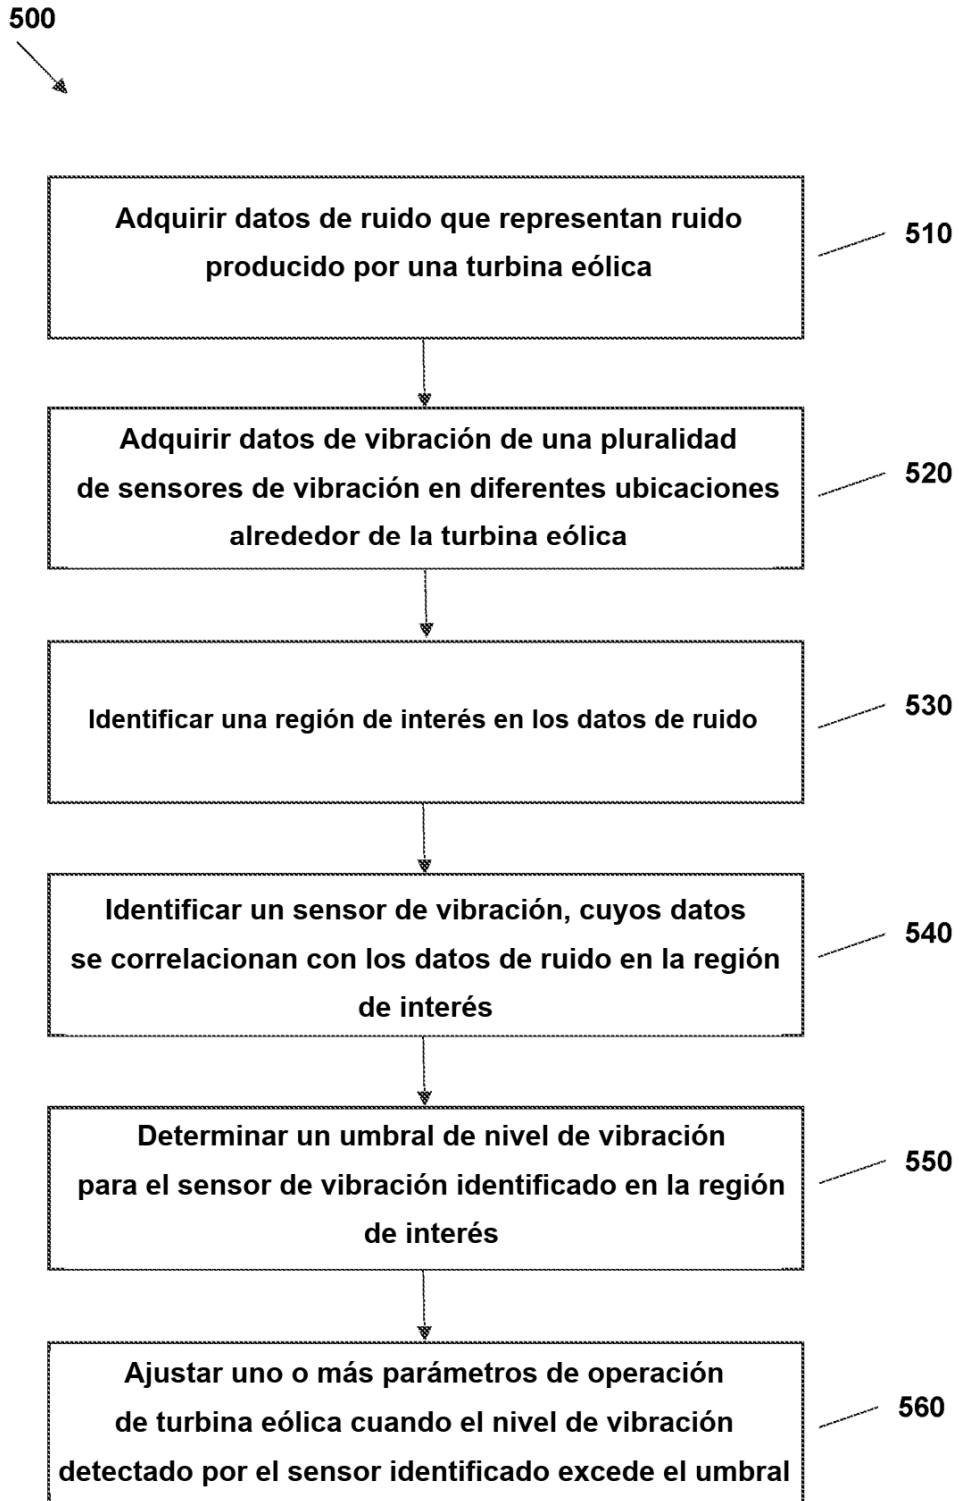 500
Adquirir datos de ruido que representan ruido
producido por una turbina eólica
510
Adquirir datos de vibración de una pluralidad
de sensores de vibración en diferentes ubicaciones
alrededor de la turbina eólica
520
Identificar una región de interés en los datos de ruido
530
Identificar un sensor de vibración, cuyos datos
se correlacionan con los datos de ruido en la región
de interés
540
Determinar un umbral de nivel de vibración
para el sensor de vibración identificado en la región
de interés
550
Ajustar uno o más parámetros de operación
de turbina eólica cuando el nivel de vibración
detectado por el sensor identificado excede el umbral
560